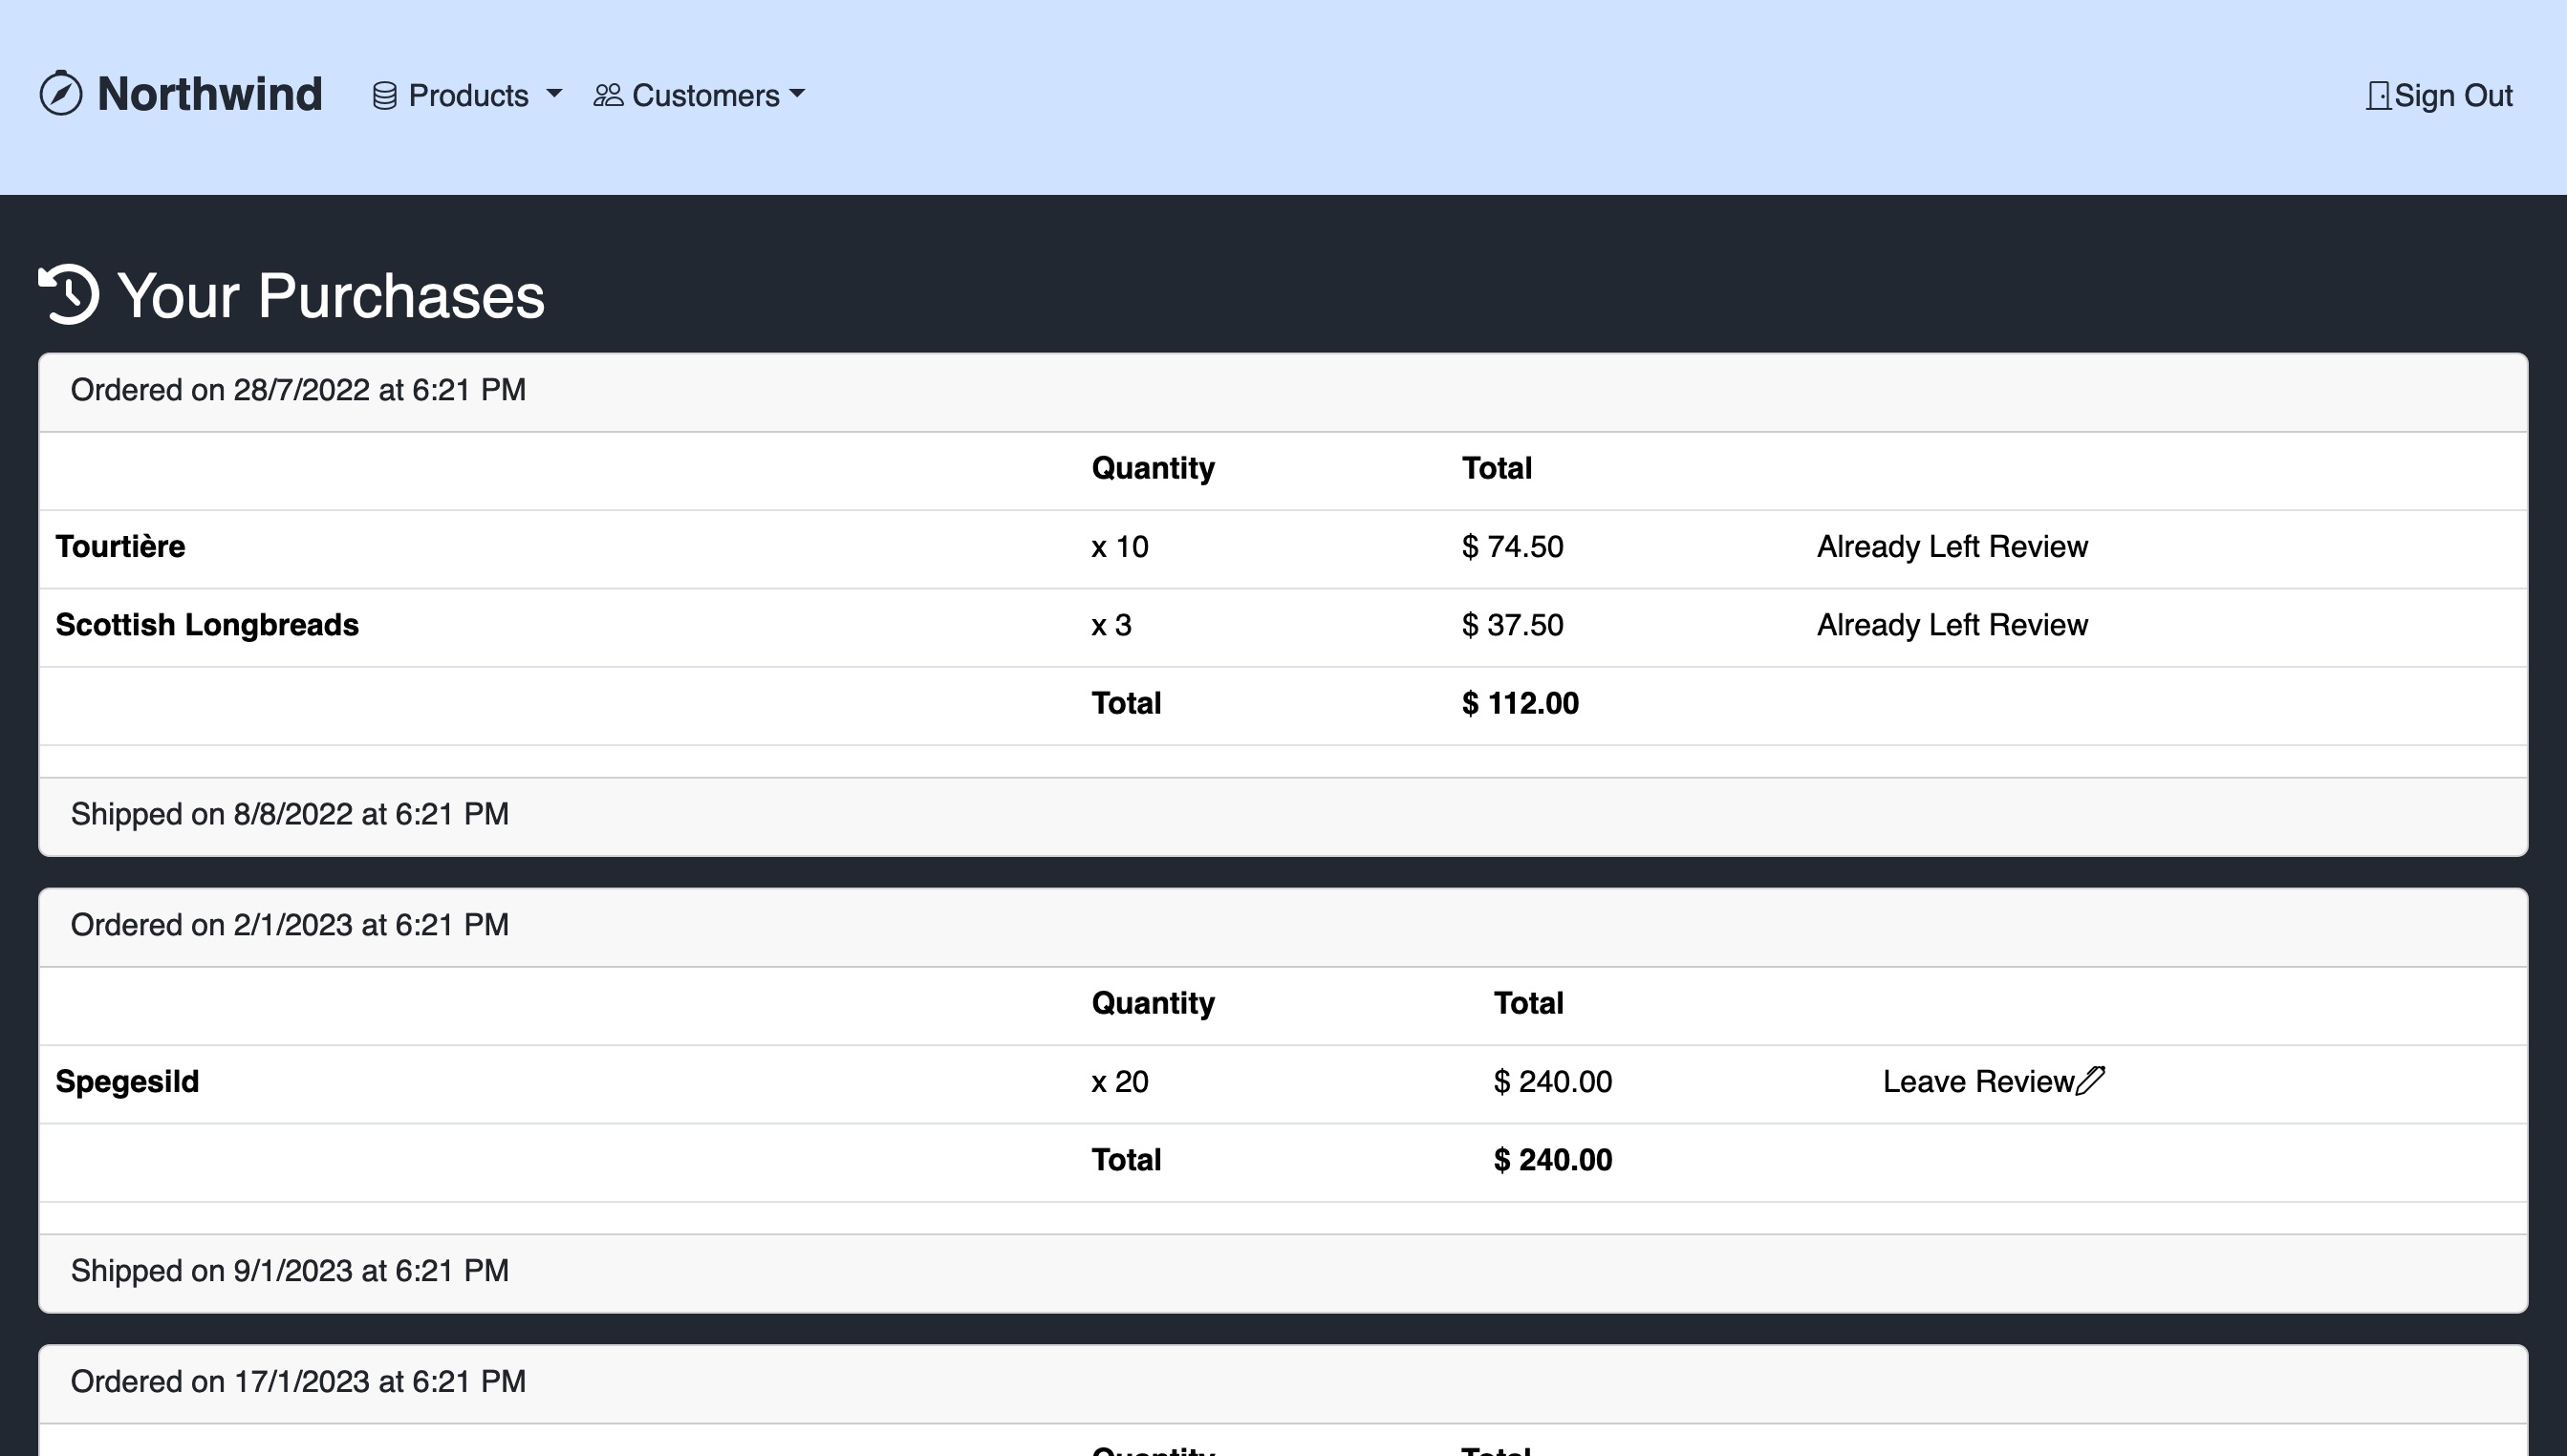 Northwind Products Customers Sign Out
Your Purchases
Ordered on 28/7/2022 at 6:21 PM
Quantity Total
Tourtière x 10 $ 74.50 Already Left Review
Scottish Longbreads x 3 $ 37.50 Already Left Review
Total $ 112.00
Shipped on 8/8/2022 at 6:21 PM
Ordered on 2/1/2023 at 6:21 PM
Quantity Total
Spegesild x 20 $ 240.00 Leave Review
Total $ 240.00
Shipped on 9/1/2023 at 6:21 PM
Ordered on 17/1/2023 at 6:21 PM
Quantity Total